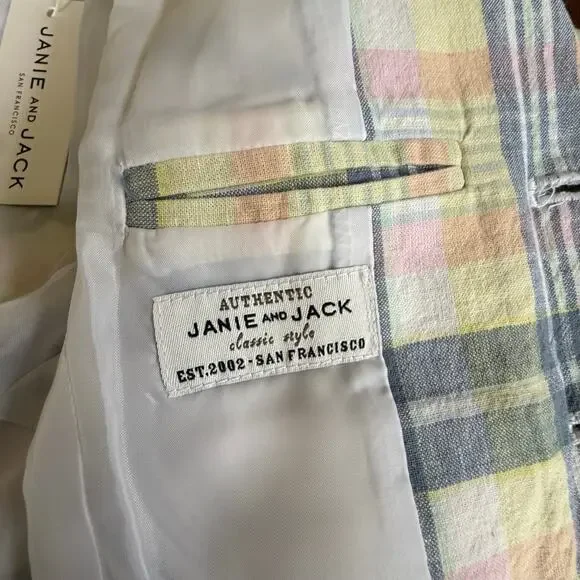 JANIE AND JACK
SAN FRANCISCO
AUTHENTIC
JANIE AND JACK
classic style
EST.2002-SAN FRANCISCO